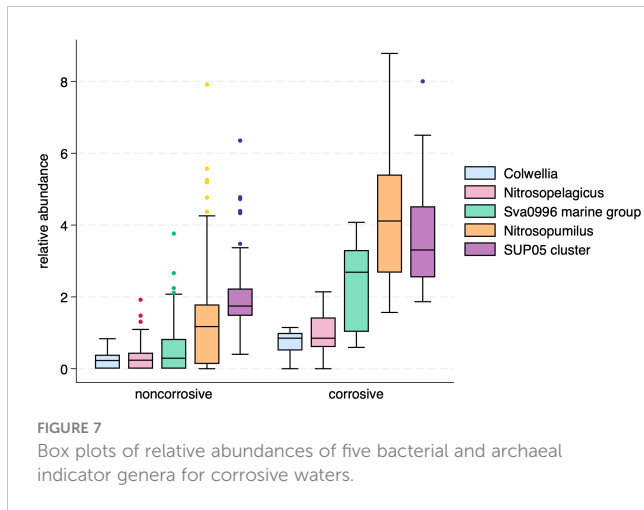 8
6
4
2
0
relative abundance
noncorrosive
corrosive
Colwellia
Nitrosopelagicus
Sva0996 marine group
Nitrosopumilus
SUP05 cluster
FIGURE 7
Box plots of relative abundances of five bacterial and archaeal
indicator genera for corrosive waters.